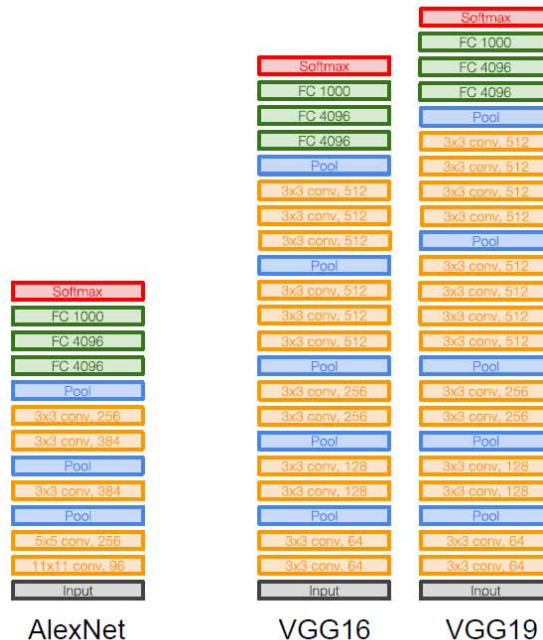 Softmax
FC 1000
FC 4096
FC 4096
Pool
3x3 conv, 256
3x3 conv, 384
Pool
3x3 conv, 384
Pool
5x5 conv, 256
11x11 conv, 96
Input
AlexNet
Softmax
FC 1000
FC 4096
FC 4096
Pool
3x3 conv, 512
3x3 conv, 512
3x3 conv, 512
Pool
3x3 conv, 512
3x3 conv, 512
3x3 conv, 512
Pool
3x3 conv, 256
3x3 conv, 256
Pool
3x3 conv, 128
3x3 conv, 128
Pool
3x3 conv, 64
3x3 conv, 64
Input
VGG16
Softmax
FC 1000
FC 4096
FC 4096
Pool
3x3 conv, 512
3x3 conv, 512
3x3 conv, 512
3x3 conv, 512
Pool
3x3 conv, 512
3x3 conv, 512
3x3 conv, 512
3x3 conv, 512
Pool
3x3 conv, 256
3x3 conv, 256
Pool
3x3 conv, 128
3x3 conv, 128
Pool
3x3 conv, 64
3x3 conv, 64
Input
VGG19